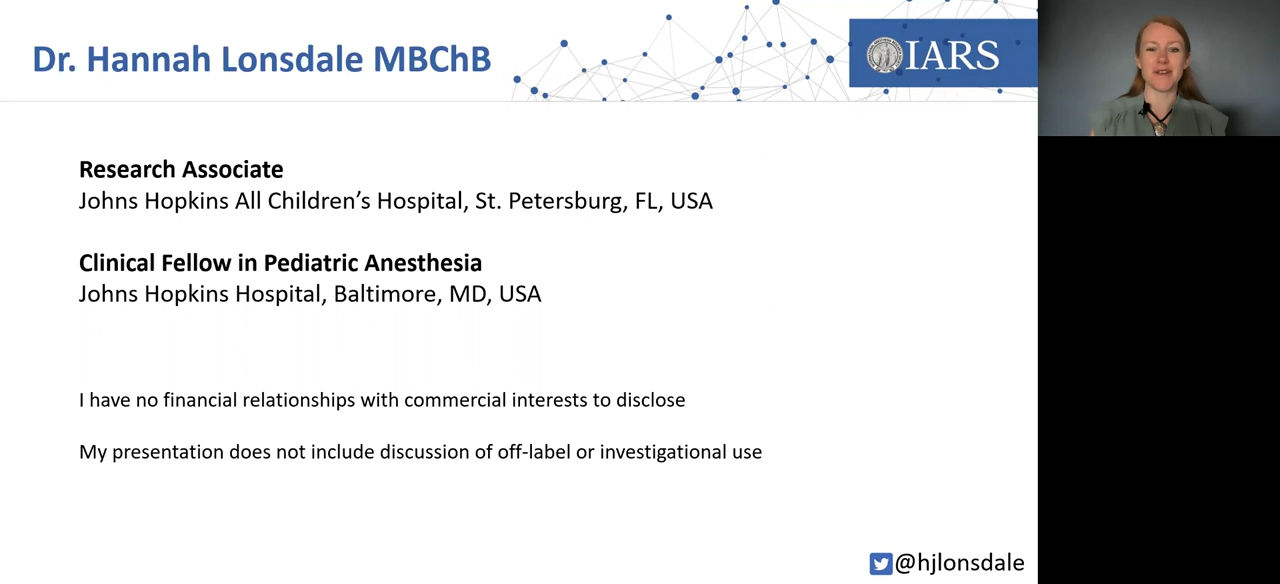 Dr. Hannah Lonsdale MBChB
IARS
Research Associate
Johns Hopkins All Children’s Hospital, St. Petersburg, FL, USA
Clinical Fellow in Pediatric Anesthesia
Johns Hopkins Hospital, Baltimore, MD, USA
I have no financial relationships with commercial interests to disclose
My presentation does not include discussion of off-label or investigational use
@hjlonsdale